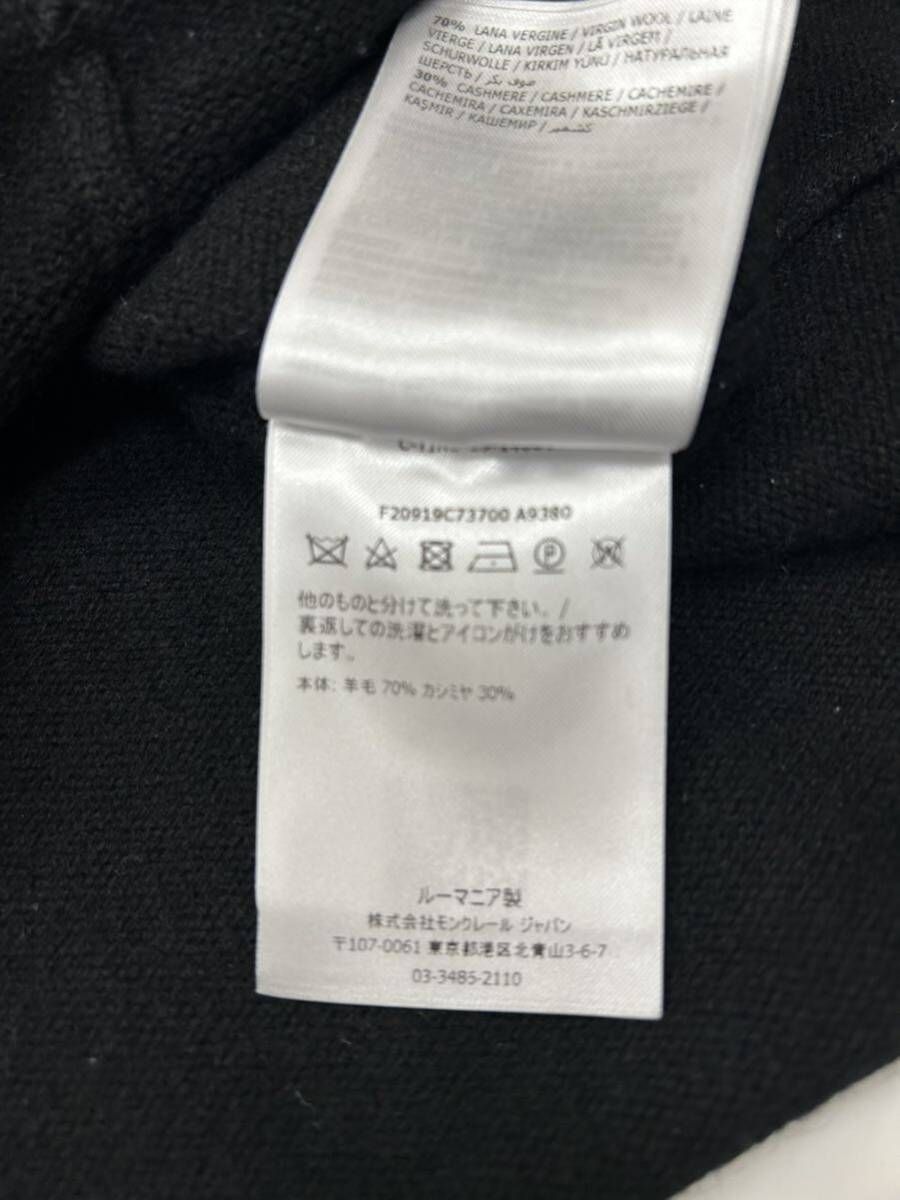 70% LANA VERGINE / VIRGIN WOOL / LAINE
VIERGE / LANA VIRGEN / LÃ VIRGEM /
SCHURWOLLE / KIRKIM YÜNÜ / НАТУРАЛЬНАЯ
ШЕРСТЬ / صوف بكر /
30% CASHMERE / CASHMERE / CACHEMIRE /
CACHEMIRA / CAXEMIRA / KASCHMIRZIEGE /
KAŞMIR / КАШЕМИР / كشمير
F20919C73700 A9380
P
他のものと分けて洗って下さい。/
裏返しての洗濯とアイロンがけをおすすめ
します。
本体: 羊毛 70% カシミヤ 30%
ルーマニア製
株式会社モンクレール ジャパン
〒107-0061 東京都港区北青山3-6-7
03-3485-2110